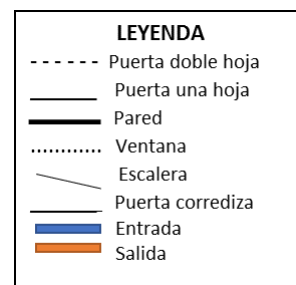 LEYENDA
Puerta doble hoja
Puerta una hoja
Pared
Ventana
Escalera
Puerta corrediza
Entrada
Salida